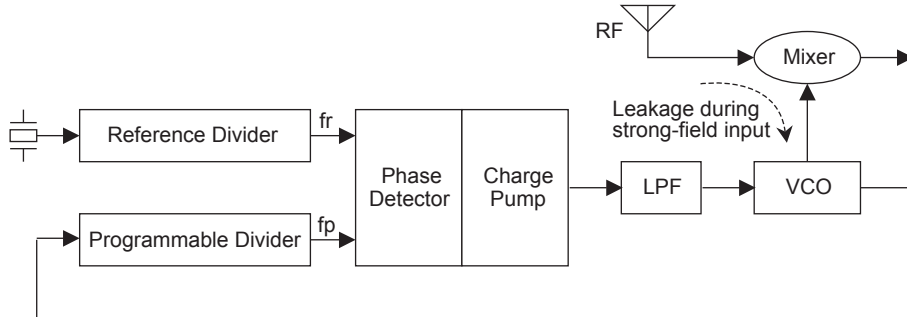 RF
Mixer
Leakage during
strong-field input
Reference Divider
fr
Phase
Detector
Charge
Pump
LPF
VCO
Programmable Divider
fp